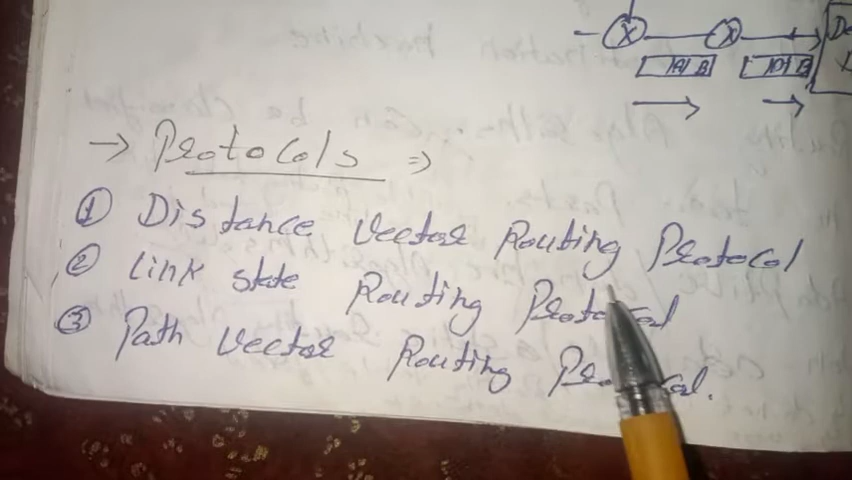 → Protocols ⇒
① Distance Vector Routing Protocol
② Link state Routing Protocol
③ Path Vector Routing Protocol.